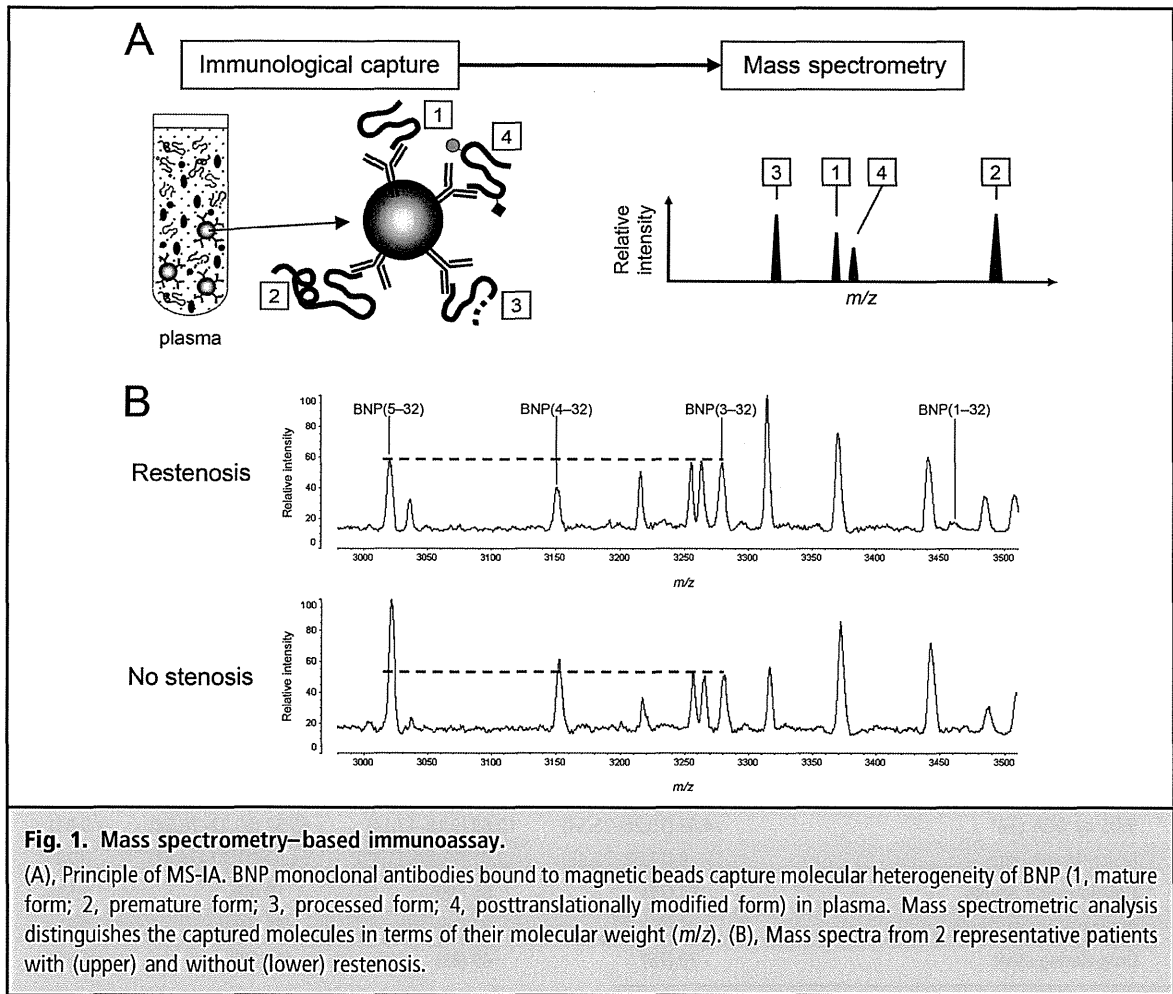 A
Immunological capture
Mass spectrometry
1
4
2
3
plasma
3
1
4
2
Relative
intensity
m/z
B
BNP(5–32)
BNP(4–32)
BNP(3–32)
BNP(1–32)
Restenosis
Relative intensity
100
80
60
40
20
0
3000 3050 3100 3150 3200 3250 3300 3350 3400 3450 3500
m/z
No stenosis
Relative intensity
100
80
60
40
20
0
3000 3050 3100 3150 3200 3250 3300 3350 3400 3450 3500
m/z
Fig. 1. Mass spectrometry–based immunoassay.
(A), Principle of MS-IA. BNP monoclonal antibodies bound to magnetic beads capture molecular heterogeneity of BNP (1, mature
form; 2, premature form; 3, processed form; 4, posttranslationally modified form) in plasma. Mass spectrometric analysis
distinguishes the captured molecules in terms of their molecular weight (m/z). (B), Mass spectra from 2 representative patients
with (upper) and without (lower) restenosis.